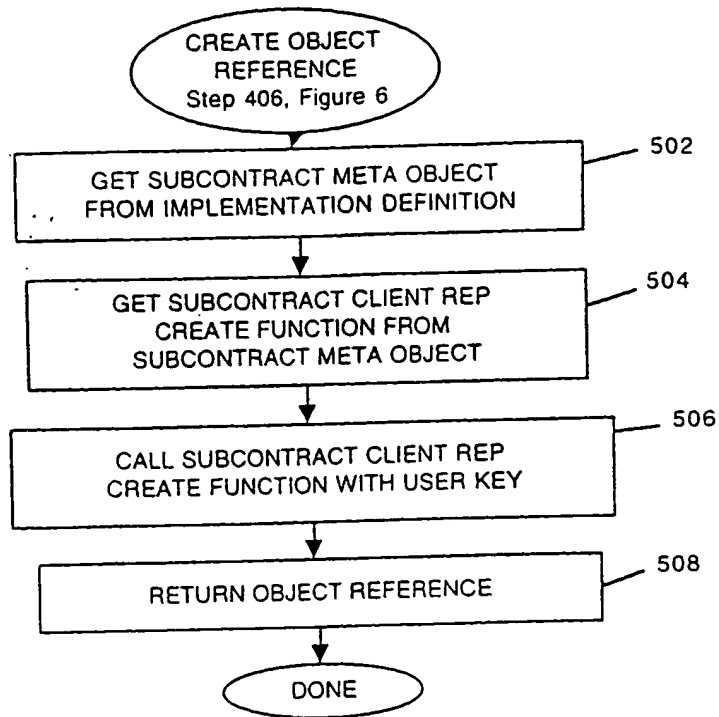 CREATE OBJECT
REFERENCE
Step 406, Figure 6
502
GET SUBCONTRACT META OBJECT
FROM IMPLEMENTATION DEFINITION
504
GET SUBCONTRACT CLIENT REP
CREATE FUNCTION FROM
SUBCONTRACT META OBJECT
506
CALL SUBCONTRACT CLIENT REP
CREATE FUNCTION WITH USER KEY
508
RETURN OBJECT REFERENCE
DONE